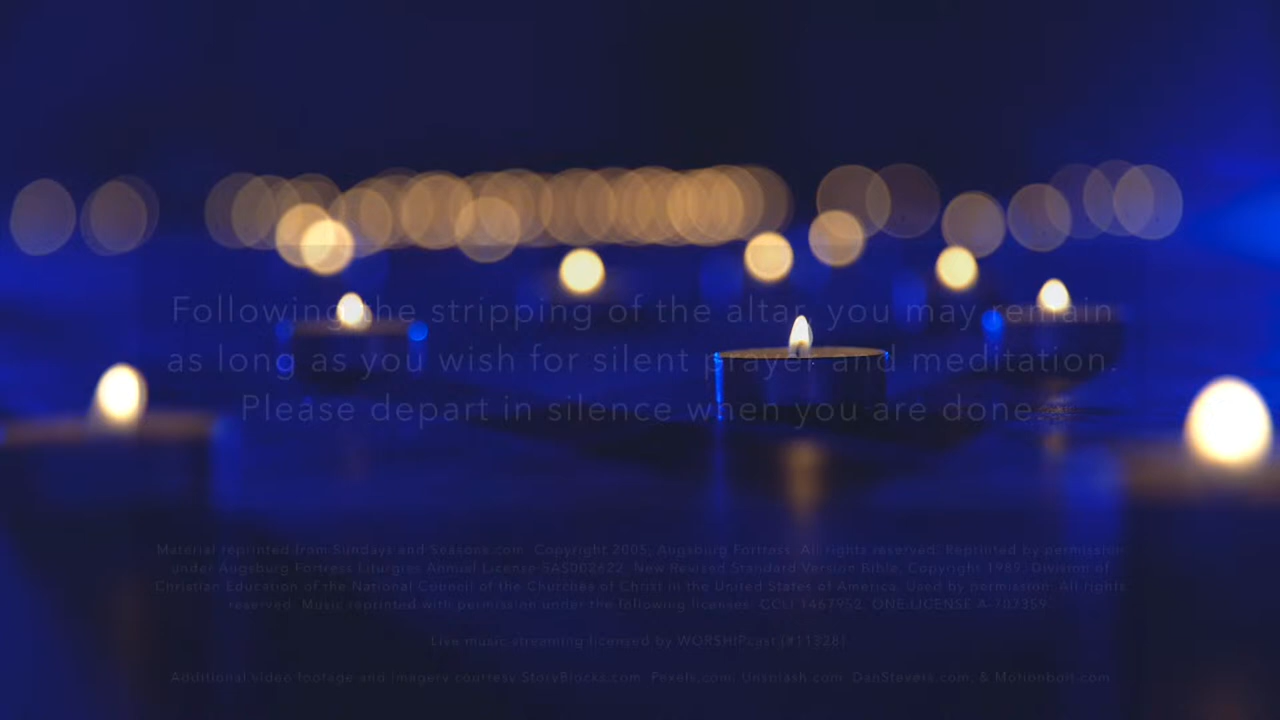 Following the stripping of the altar, you may remain
as long as you wish for silent prayer and meditation.
Please depart in silence when you are done.
Material reprinted from Sundays and Seasons.com. Copyright 2005, Augsburg Fortress. All rights reserved. Reprinted by permission
under Augsburg Fortress Liturgies Annual License SAS002622. New Revised Standard Version Bible, Copyright 1989, Division of
Christian Education of the National Council of the Churches of Christ in the United States of America. Used by permission. All rights
reserved. Music reprinted with permission under the following licenses: CCLI 1467952, ONE LICENSE A-707359.
Live music streaming licensed by WORSHIPcast (#11328)
Additional video footage and imagery courtesy StoryBlocks.com, Pexels.com, Unsplash.com, DanStevers.com, & Motionbolt.com